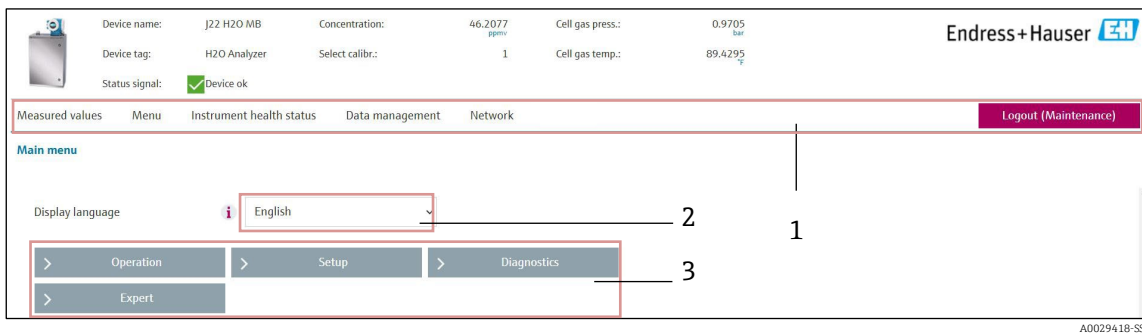 Device name: J22 H2O MB Concentration: 46.2077 ppmv Cell gas press.: 0.9705 bar
Endress+Hauser EH
Device tag: H2O Analyzer Select calibr.: 1 Cell gas temp.: 89.4295 °F
Status signal: Device ok
Measured values Menu Instrument health status Data management Network Logout (Maintenance)
Main menu
Display language i English
2
1
> Operation > Setup > Diagnostics
3
> Expert
A0029418-S